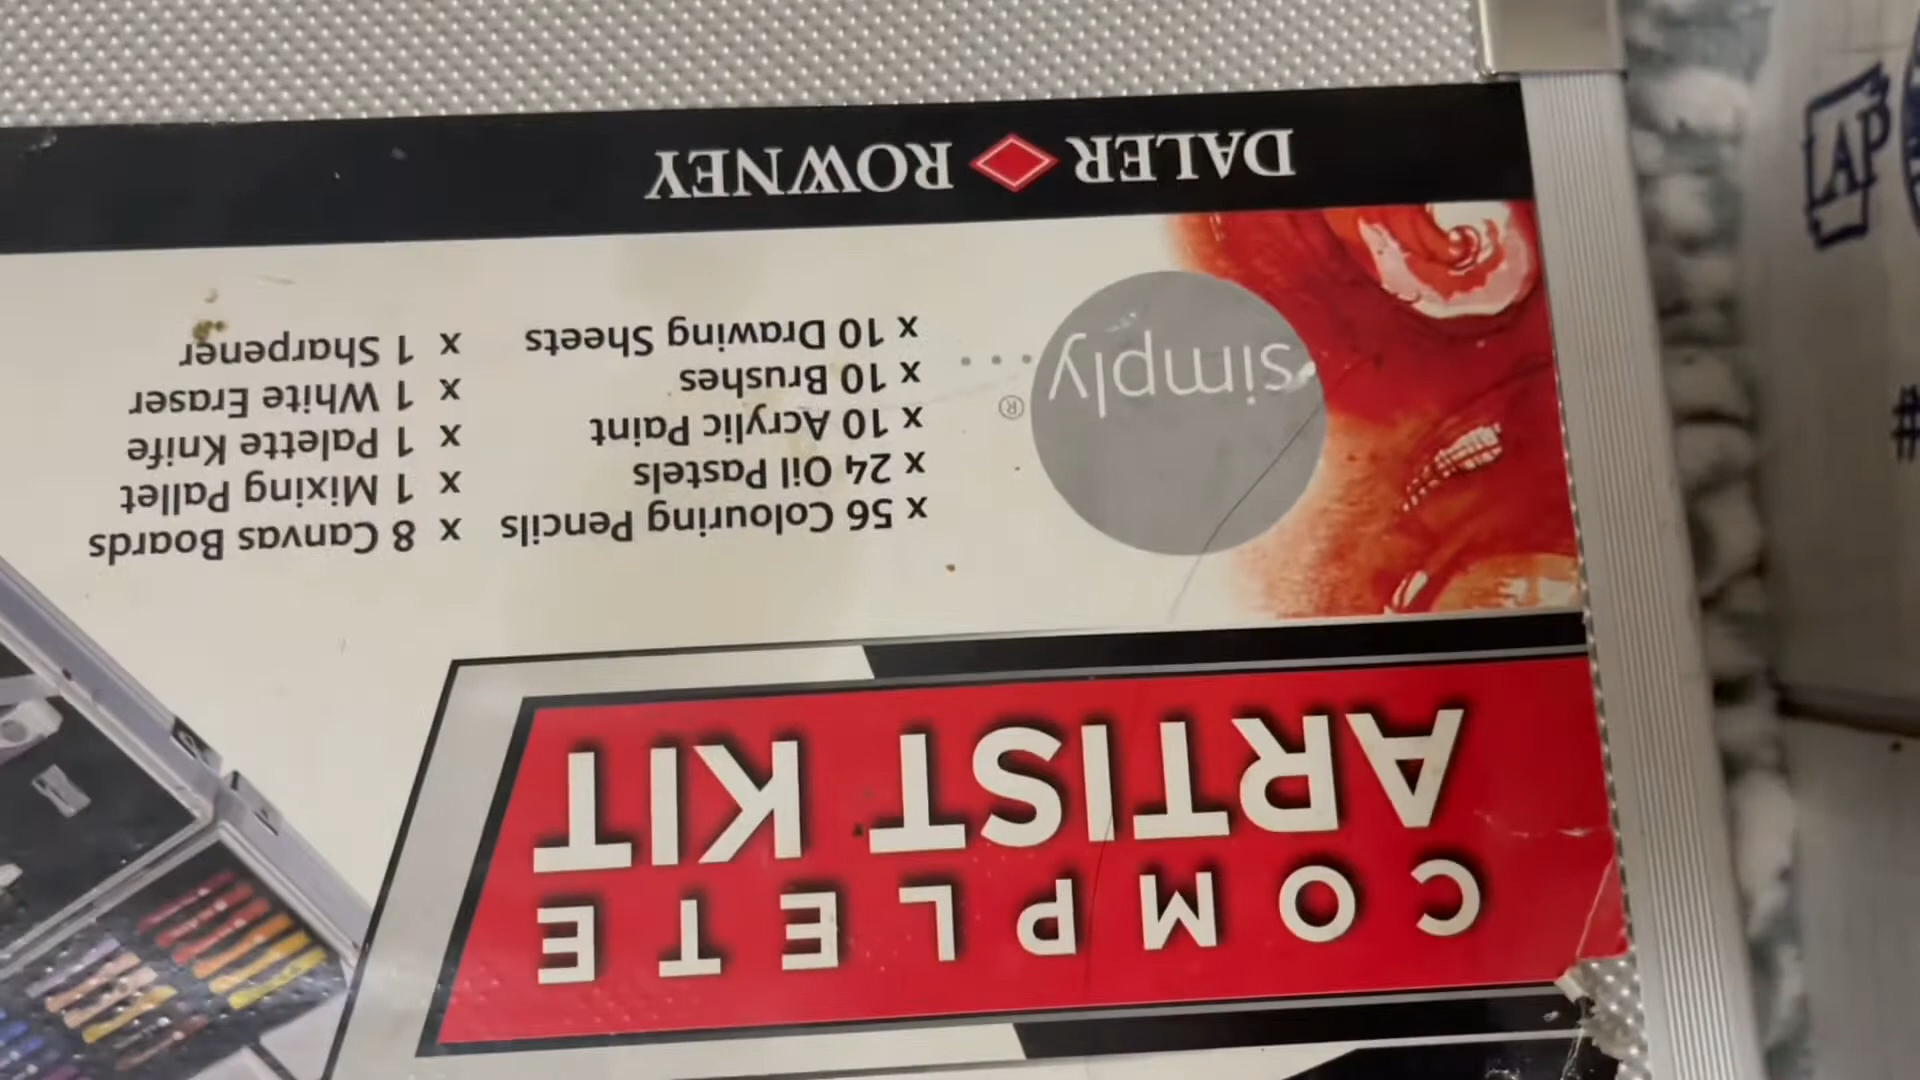 COMPLETE
ARTIST KIT
simply®...
x 56 Colouring Pencils
x 24 Oil Pastels
x 10 Acrylic Paint
x 10 Brushes
x 10 Drawing Sheets
x 8 Canvas Boards
x 1 Mixing Pallet
x 1 Palette Knife
x 1 White Eraser
x 1 Sharpener
DALER ROWNEY
AP
#